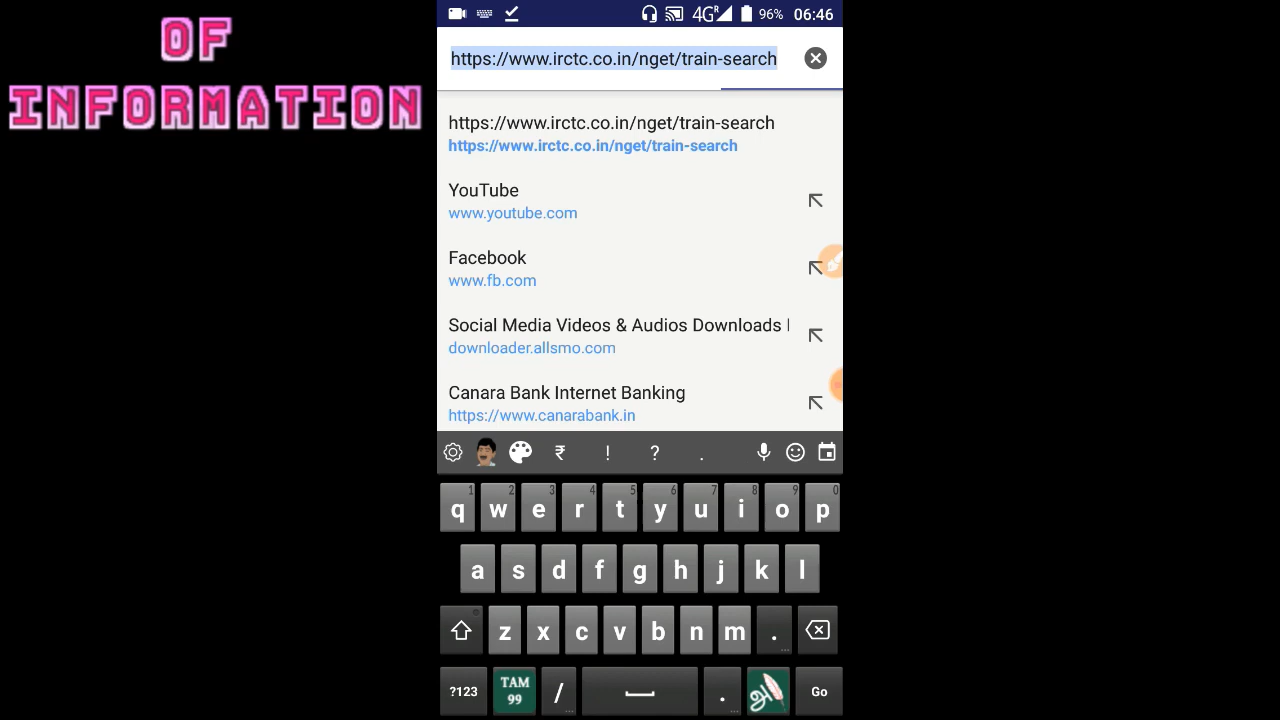 OF
INFORMATION
4G R 96% 06:46
https://www.irctc.co.in/nget/train-search
https://www.irctc.co.in/nget/train-search
https://www.irctc.co.in/nget/train-search
YouTube
www.youtube.com
Facebook
www.fb.com
Social Media Videos & Audios Downloads
downloader.allsmo.com
Canara Bank Internet Banking
https://www.canarabank.in
₹ ! ? .
1 2 3 4 5 6 7 8 9 0
q w e r t y u i o p
a s d f g h j k l
z x c v b n m .
?123 TAM 99 / . அ Go